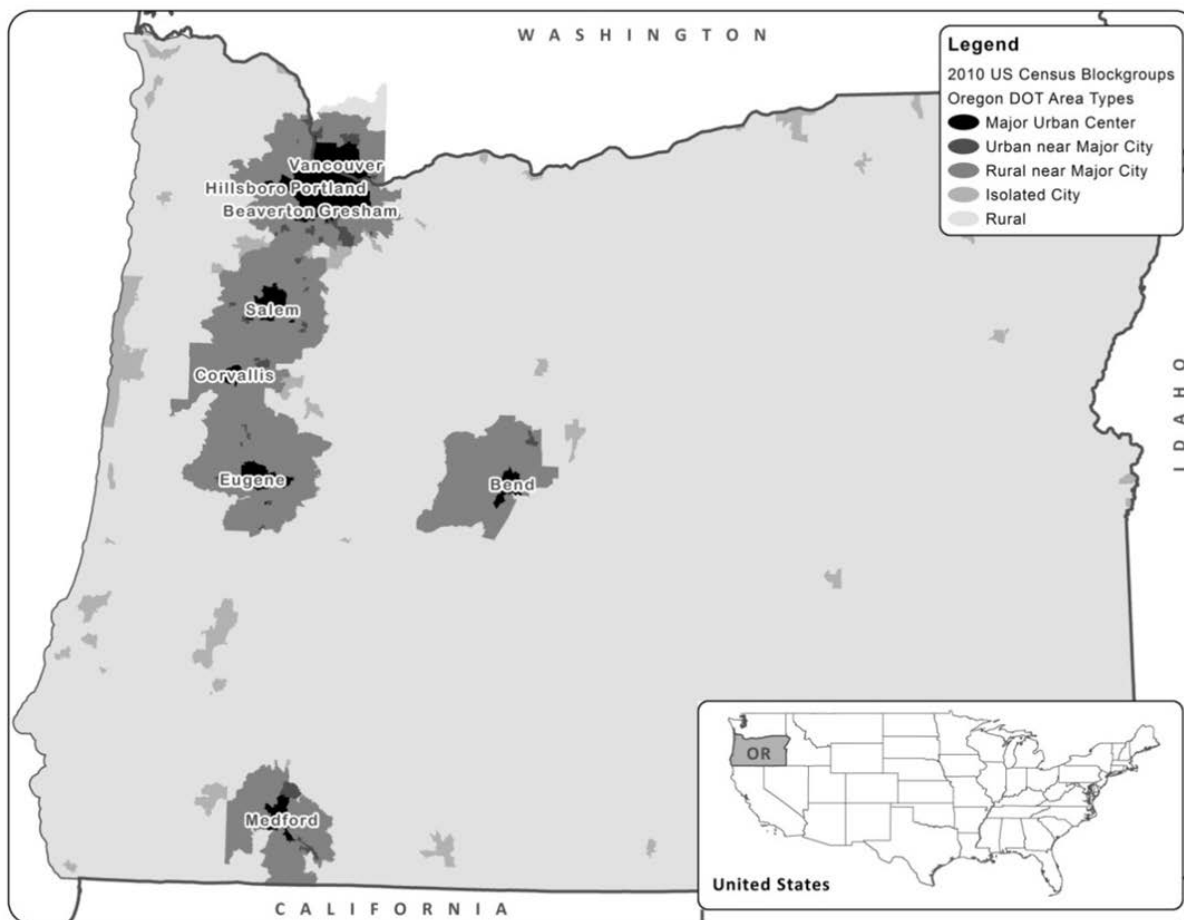 WASHINGTON
Legend
2010 US Census Blockgroups
Oregon DOT Area Types
Major Urban Center
Urban near Major City
Rural near Major City
Isolated City
Rural
Vancouver
Hillsboro Portland
Beaverton Gresham
Salem
Corvallis
Eugene
Bend
IDAHO
Medford
OR
United States
CALIFORNIA